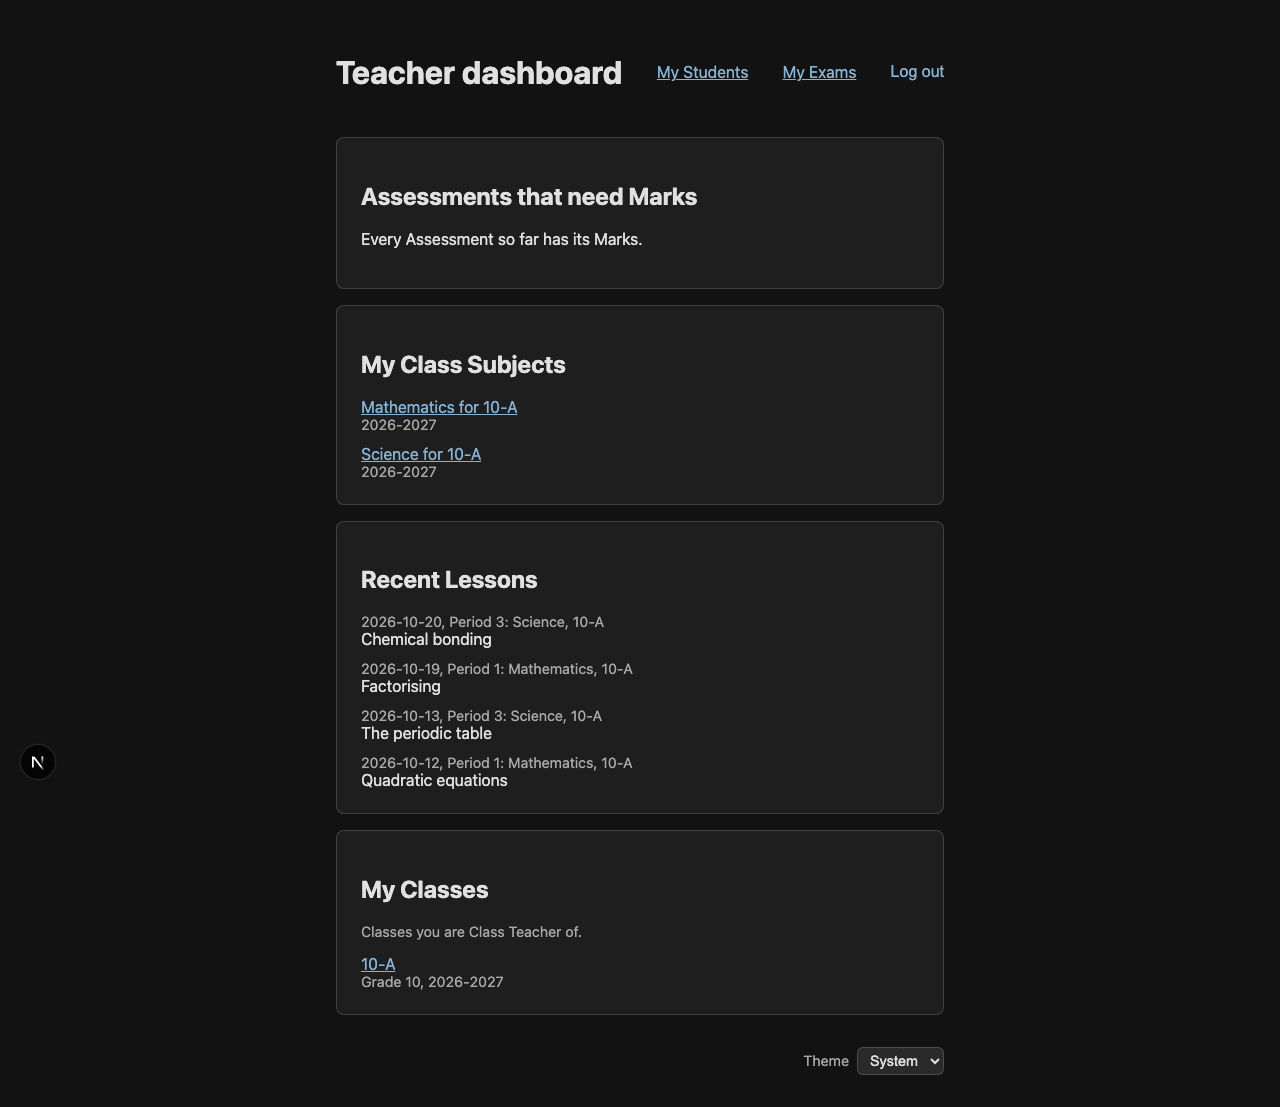 Teacher dashboard My Students My Exams Log out
Assessments that need Marks
Every Assessment so far has its Marks.
My Class Subjects
Mathematics for 10-A
2026-2027
Science for 10-A
2026-2027
Recent Lessons
2026-10-20, Period 3: Science, 10-A
Chemical bonding
2026-10-19, Period 1: Mathematics, 10-A
Factorising
2026-10-13, Period 3: Science, 10-A
The periodic table
2026-10-12, Period 1: Mathematics, 10-A
Quadratic equations
N
My Classes
Classes you are Class Teacher of.
10-A
Grade 10, 2026-2027
Theme System